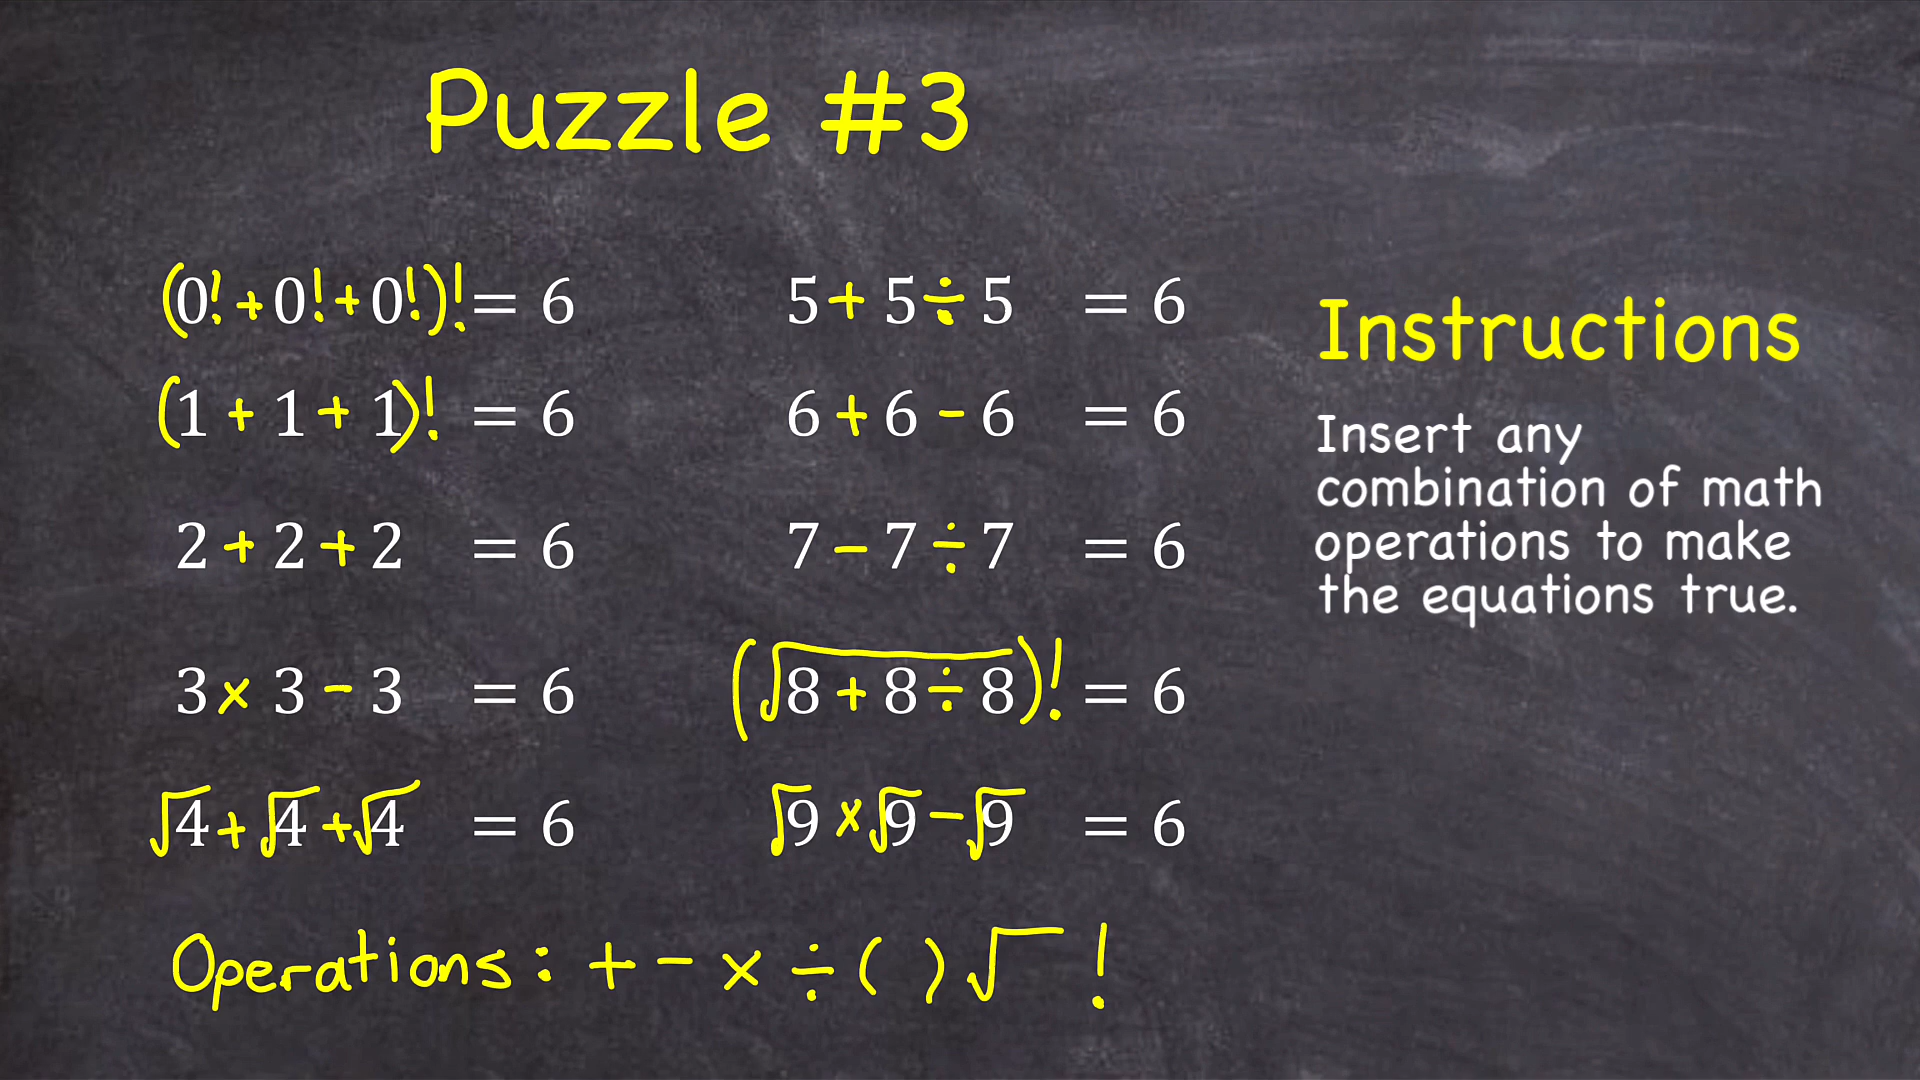 Puzzle #3
(0! + 0! + 0!)! = 6
(1 + 1 + 1)! = 6
2 + 2 + 2 = 6
3 × 3 − 3 = 6
√4 + √4 + √4 = 6
5 + 5 ÷ 5 = 6
6 + 6 − 6 = 6
7 − 7 ÷ 7 = 6
(√(8 + 8 ÷ 8))! = 6
√9 × √9 − √9 = 6
Operations: + − × ÷ ( ) √ !
Instructions
Insert any
combination of math
operations to make
the equations true.